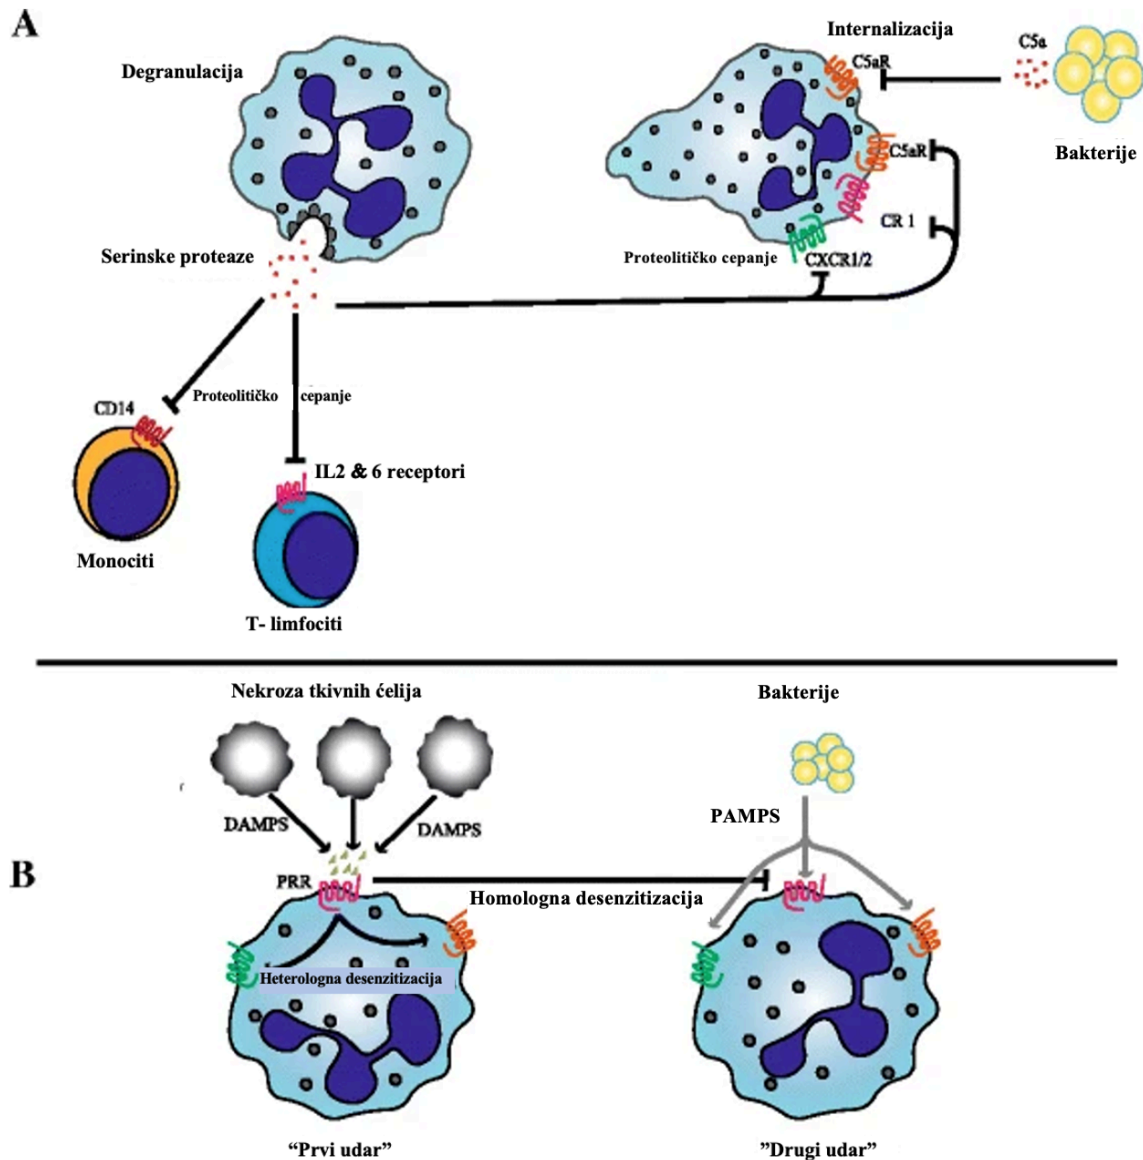 A
Internalizacija
C5a
Degranulacija
C5aR
Bakterije
C5aR
CR 1
Serinske proteaze
Proteolitičko cepanje
CXCR1/2
Proteolitičko cepanje
CD14
IL2 & 6 receptori
Monociti
T- limfociti
Nekroza tkivnih ćelija
Bakterije
DAMPS
DAMPS
PAMPS
B
PRR
Homologna desenzitizacija
Heterologna desenzitizacija
“Prvi udar”
”Drugi udar”